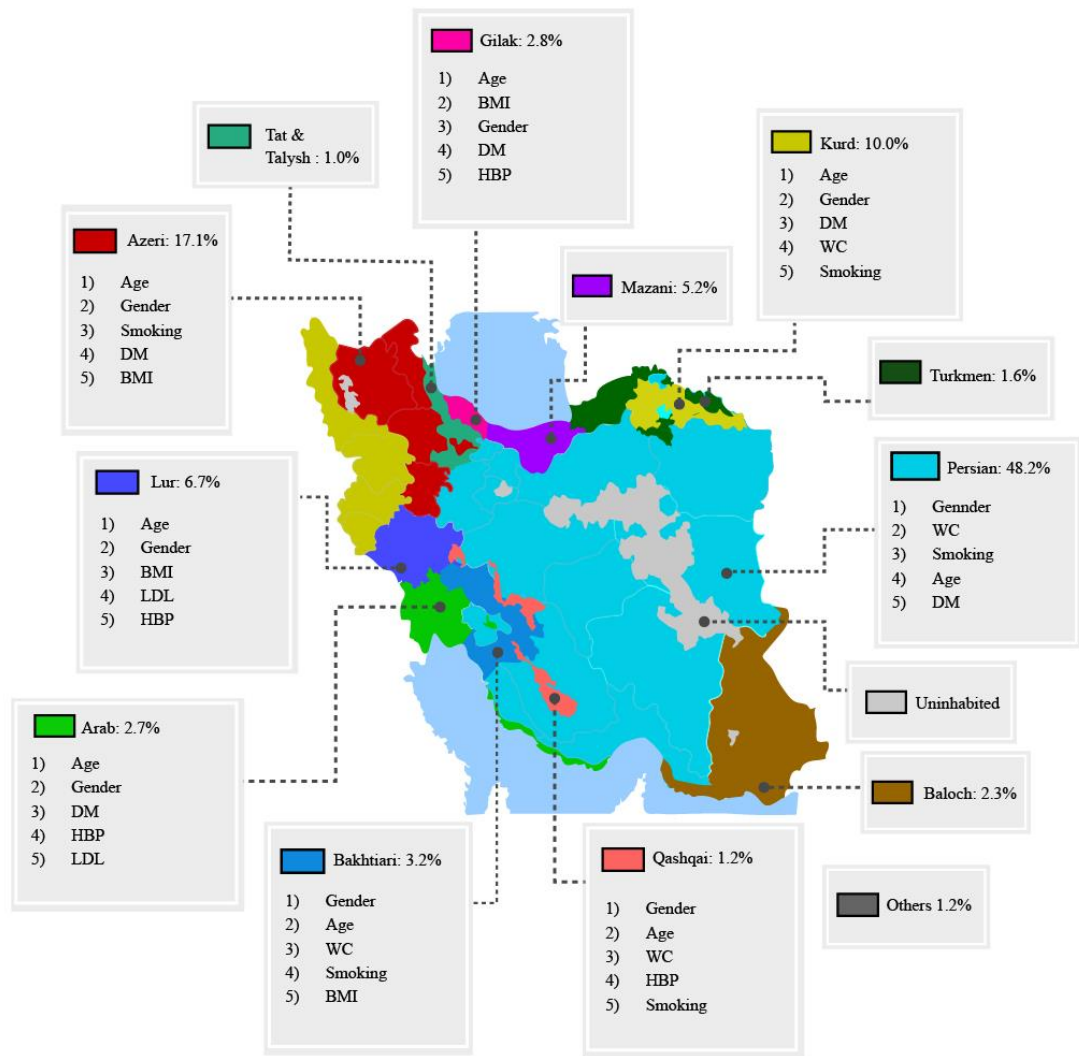 Gilak: 2.8%
1) Age
2) BMI
3) Gender
4) DM
5) HBP
Tat &
Talysh : 1.0%
Kurd: 10.0%
1) Age
2) Gender
3) DM
4) WC
5) Smoking
Azeri: 17.1%
1) Age
2) Gender
3) Smoking
4) DM
5) BMI
Mazani: 5.2%
Turkmen: 1.6%
Lur: 6.7%
1) Age
2) Gender
3) BMI
4) LDL
5) HBP
Persian: 48.2%
1) Gennder
2) WC
3) Smoking
4) Age
5) DM
Uninhabited
Arab: 2.7%
1) Age
2) Gender
3) DM
4) HBP
5) LDL
Baloch: 2.3%
Bakhtiari: 3.2%
1) Gender
2) Age
3) WC
4) Smoking
5) BMI
Qashqai: 1.2%
1) Gender
2) Age
3) WC
4) HBP
5) Smoking
Others 1.2%